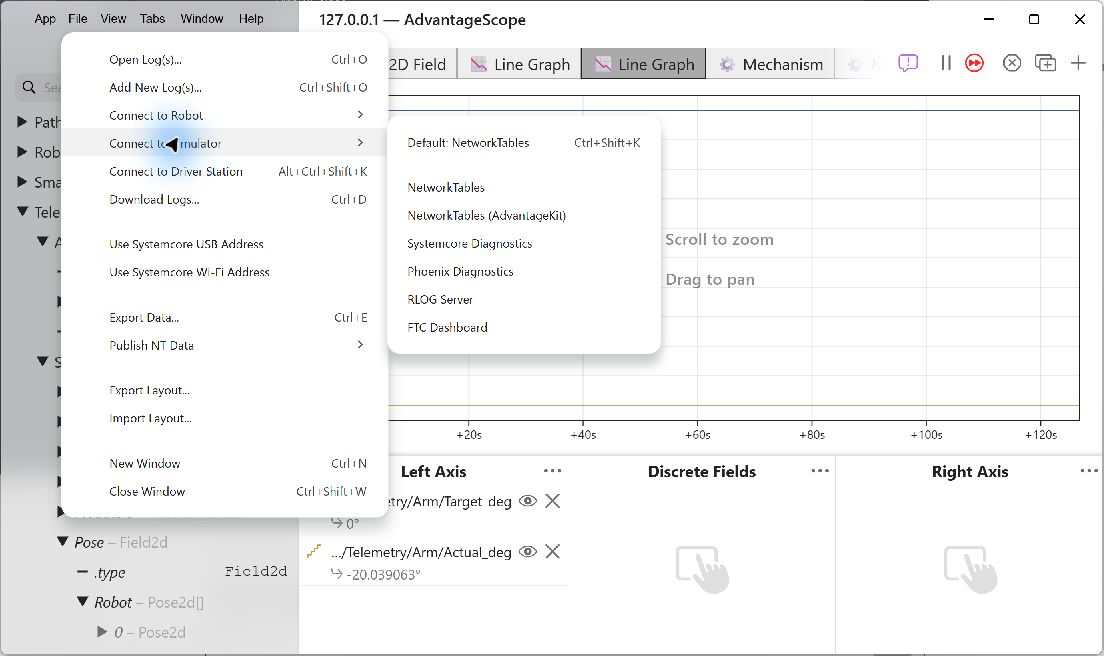 App File View Tabs Window Help
127.0.0.1 — AdvantageScope
2D Field
Line Graph
Line Graph
Mechanism
Open Log(s)... Ctrl+O
Add New Log(s)... Ctrl+Shift+O
Connect to Robot
Connect to
Connect to Driver Station Alt+Ctrl+Shift+K
Download Logs... Ctrl+D
Use Systemcore USB Address
Use Systemcore Wi-Fi Address
Export Data... Ctrl+E
Publish NT Data
Export Layout...
Import Layout...
New Window Ctrl+N
Close Window Ctrl+Shift+W
Default: NetworkTables Ctrl+Shift+K
NetworkTables
NetworkTables (AdvantageKit)
Systemcore Diagnostics
Phoenix Diagnostics
RLOG Server
FTC Dashboard
Scroll to zoom
Drag to pan
+20s +40s +60s +80s +100s +120s
Left Axis
/Arm/Target_deg
0°
.../Telemetry/Arm/Actual_deg
-20.039063°
Discrete Fields
Right Axis
Pose – Field2d
.type Field2d
Robot – Pose2d[]
0 – Pose2d